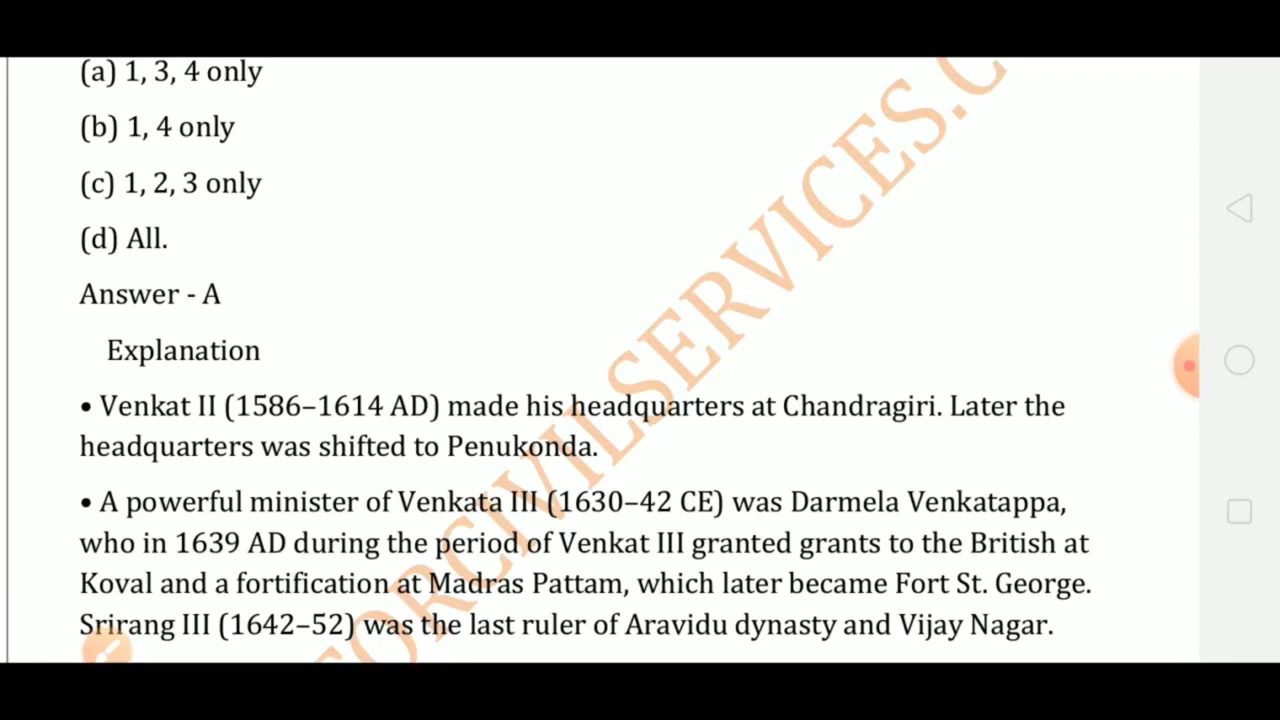 (a) 1, 3, 4 only
(b) 1, 4 only
(c) 1, 2, 3 only
(d) All.
Answer - A
Explanation
• Venkat II (1586–1614 AD) made his headquarters at Chandragiri. Later the
headquarters was shifted to Penukonda.
• A powerful minister of Venkata III (1630–42 CE) was Darmela Venkatappa,
who in 1639 AD during the period of Venkat III granted grants to the British at
Koval and a fortification at Madras Pattam, which later became Fort St. George.
Srirang III (1642–52) was the last ruler of Aravidu dynasty and Vijay Nagar.
FORCIVILSERVICES.C